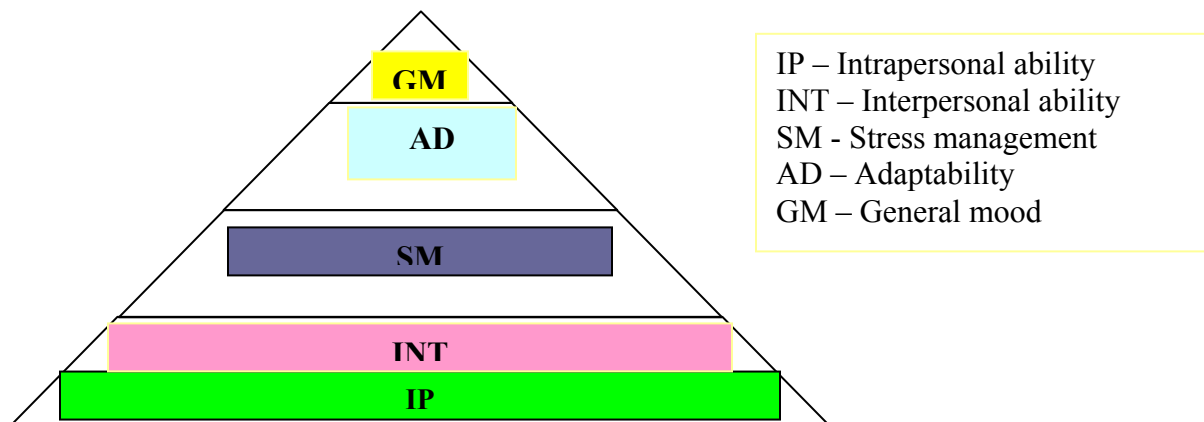 GM
AD
SM
INT
IP
IP – Intrapersonal ability
INT – Interpersonal ability
SM - Stress management
AD – Adaptability
GM – General mood